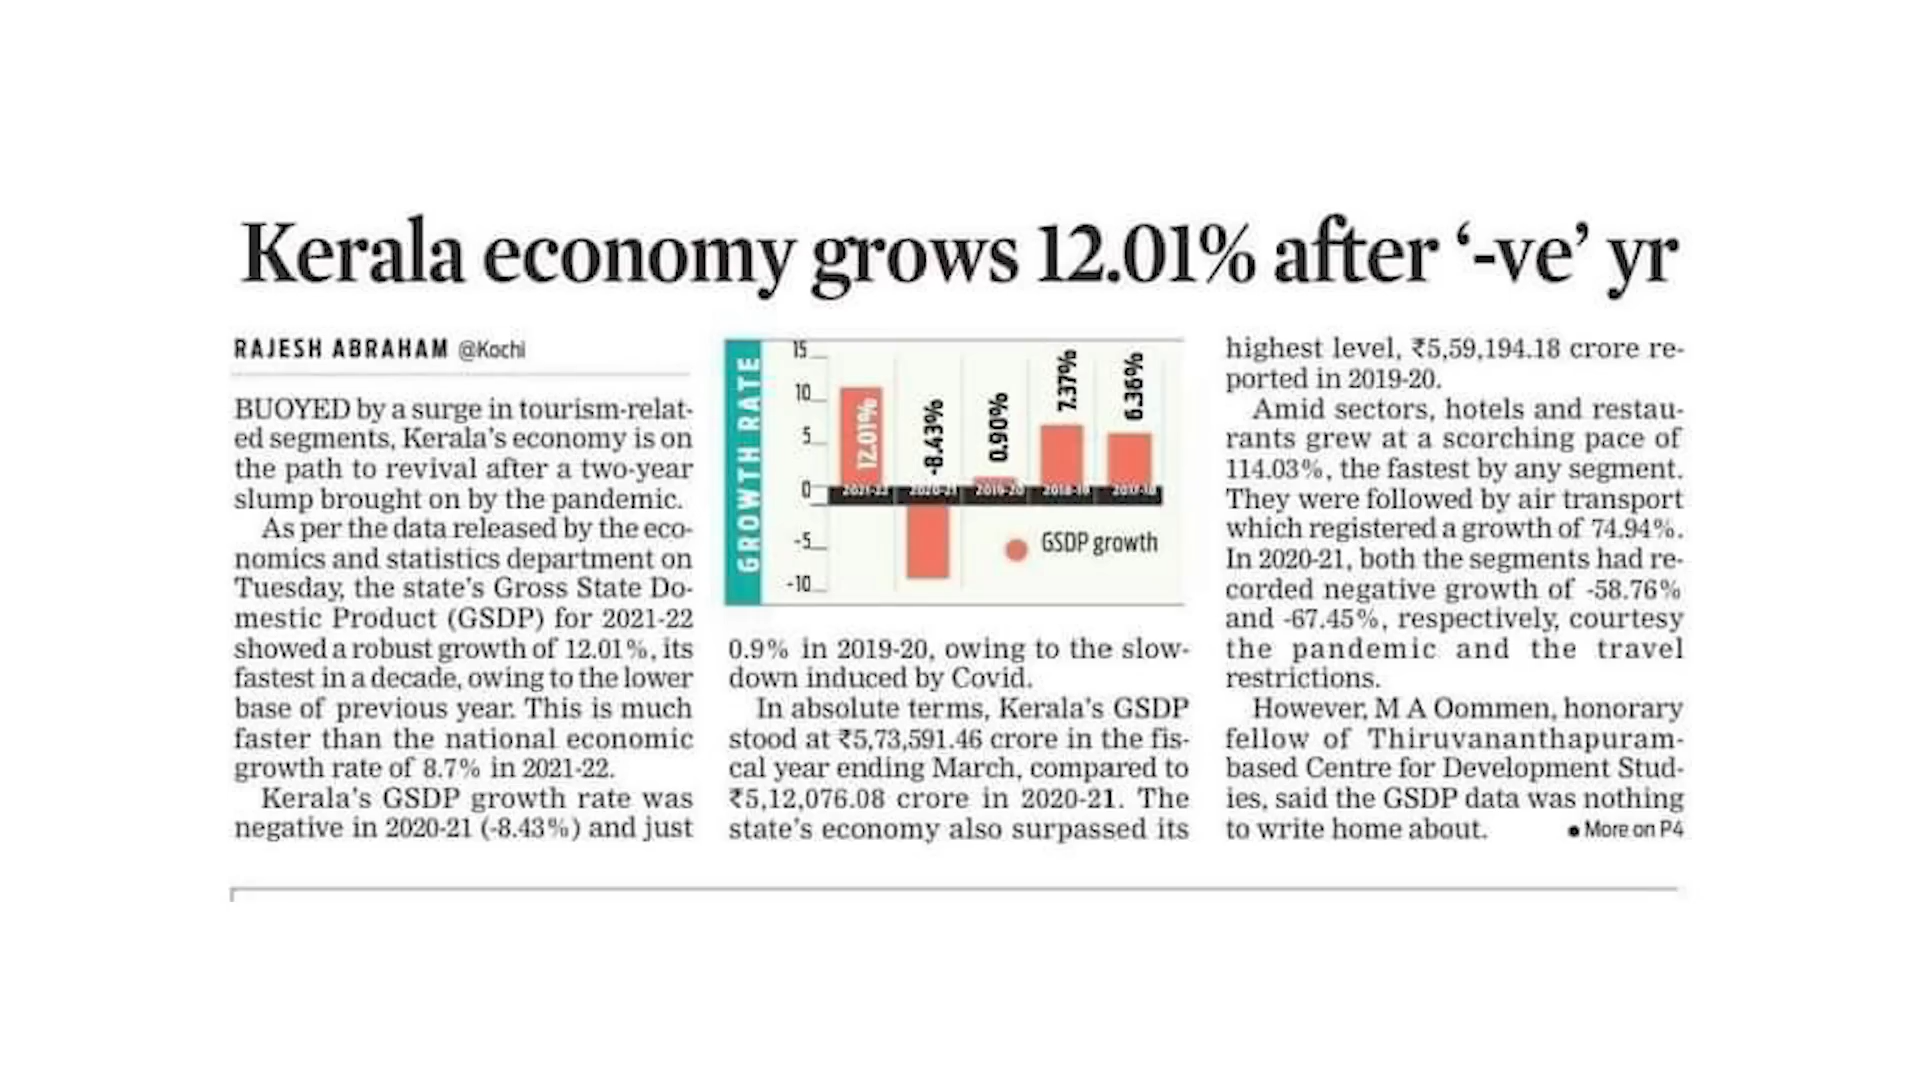 Kerala economy grows 12.01% after ‘-ve’ yr
RAJESH ABRAHAM @Kochi
BUOYED by a surge in tourism-relat-
ed segments, Kerala’s economy is on
the path to revival after a two-year
slump brought on by the pandemic.
As per the data released by the eco-
nomics and statistics department on
Tuesday, the state’s Gross State Do-
mestic Product (GSDP) for 2021-22
showed a robust growth of 12.01%, its
fastest in a decade, owing to the lower
base of previous year. This is much
faster than the national economic
growth rate of 8.7% in 2021-22.
Kerala’s GSDP growth rate was
negative in 2020-21 (-8.43%) and just
GROWTH RATE
15
10
5
0
-5
-10
12.01%
-8.43%
0.90%
7.37%
6.36%
2021-22 2020-21 2019-20 2018-19 2017-18
GSDP growth
0.9% in 2019-20, owing to the slow-
down induced by Covid.
In absolute terms, Kerala’s GSDP
stood at ₹5,73,591.46 crore in the fis-
cal year ending March, compared to
₹5,12,076.08 crore in 2020-21. The
state’s economy also surpassed its
highest level, ₹5,59,194.18 crore re-
ported in 2019-20.
Amid sectors, hotels and restau-
rants grew at a scorching pace of
114.03%, the fastest by any segment.
They were followed by air transport
which registered a growth of 74.94%.
In 2020-21, both the segments had re-
corded negative growth of -58.76%
and -67.45%, respectively, courtesy
the pandemic and the travel
restrictions.
However, M A Oommen, honorary
fellow of Thiruvananthapuram-
based Centre for Development Stud-
ies, said the GSDP data was nothing
to write home about.
● More on P4